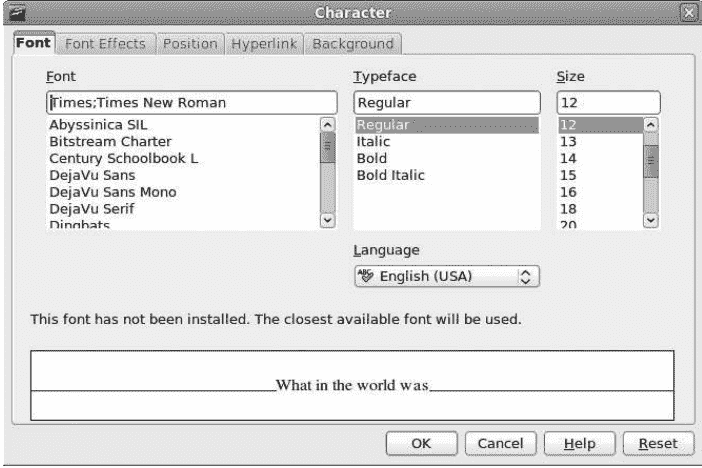 Character
Font Font Effects Position Hyperlink Background
Font
Times;Times New Roman
Abyssinica SIL
Bitstream Charter
Century Schoolbook L
DejaVu Sans
DejaVu Sans Mono
DejaVu Serif
Dingbats
Typeface
Regular
Regular
Italic
Bold
Bold Italic
Size
12
12
13
14
15
16
18
20
Language
ABC English (USA)
This font has not been installed. The closest available font will be used.
What in the world was
OK Cancel Help Reset